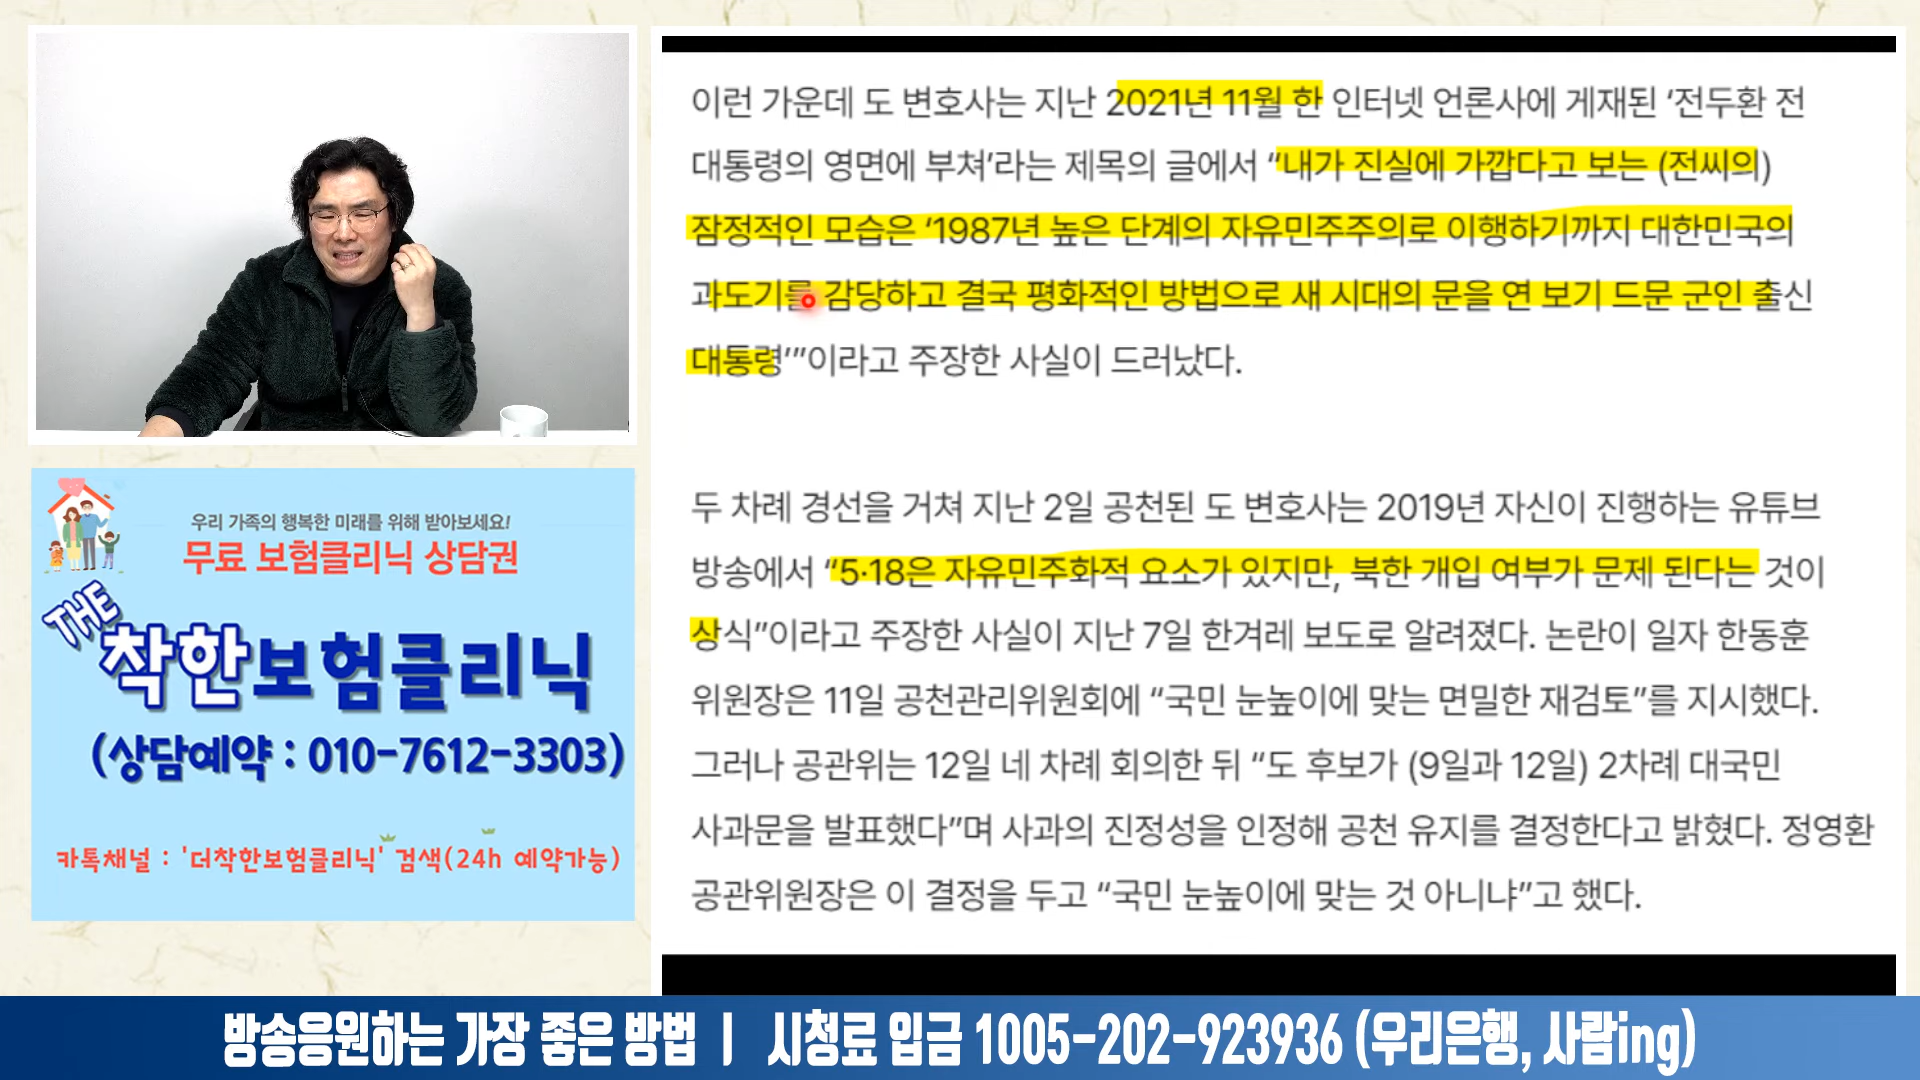 이런 가운데 도 변호사는 지난 2021년 11월 한 인터넷 언론사에 게재된 ‘전두환 전
대통령의 영면에 부쳐’라는 제목의 글에서 “내가 진실에 가깝다고 보는 (전씨의)
잠정적인 모습은 ‘1987년 높은 단계의 자유민주주의로 이행하기까지 대한민국의
과도기를 감당하고 결국 평화적인 방법으로 새 시대의 문을 연 보기 드문 군인 출신
대통령’”이라고 주장한 사실이 드러났다.
두 차례 경선을 거쳐 지난 2일 공천된 도 변호사는 2019년 자신이 진행하는 유튜브
방송에서 “5·18은 자유민주화적 요소가 있지만, 북한 개입 여부가 문제 된다는 것이
상식”이라고 주장한 사실이 지난 7일 한겨레 보도로 알려졌다. 논란이 일자 한동훈
위원장은 11일 공천관리위원회에 “국민 눈높이에 맞는 면밀한 재검토”를 지시했다.
그러나 공관위는 12일 네 차례 회의한 뒤 “도 후보가 (9일과 12일) 2차례 대국민
사과문을 발표했다”며 사과의 진정성을 인정해 공천 유지를 결정한다고 밝혔다. 정영환
공관위원장은 이 결정을 두고 “국민 눈높이에 맞는 것 아니냐”고 했다.
우리 가족의 행복한 미래를 위해 받아보세요!
무료 보험클리닉 상담권
THE
착한보험클리닉
(상담예약 : 010-7612-3303)
카톡채널 : '더착한보험클리닉' 검색(24h 예약가능)
방송응원하는 가장 좋은 방법 ㅣ 시청료 입금 1005-202-923936 (우리은행, 사람ing)